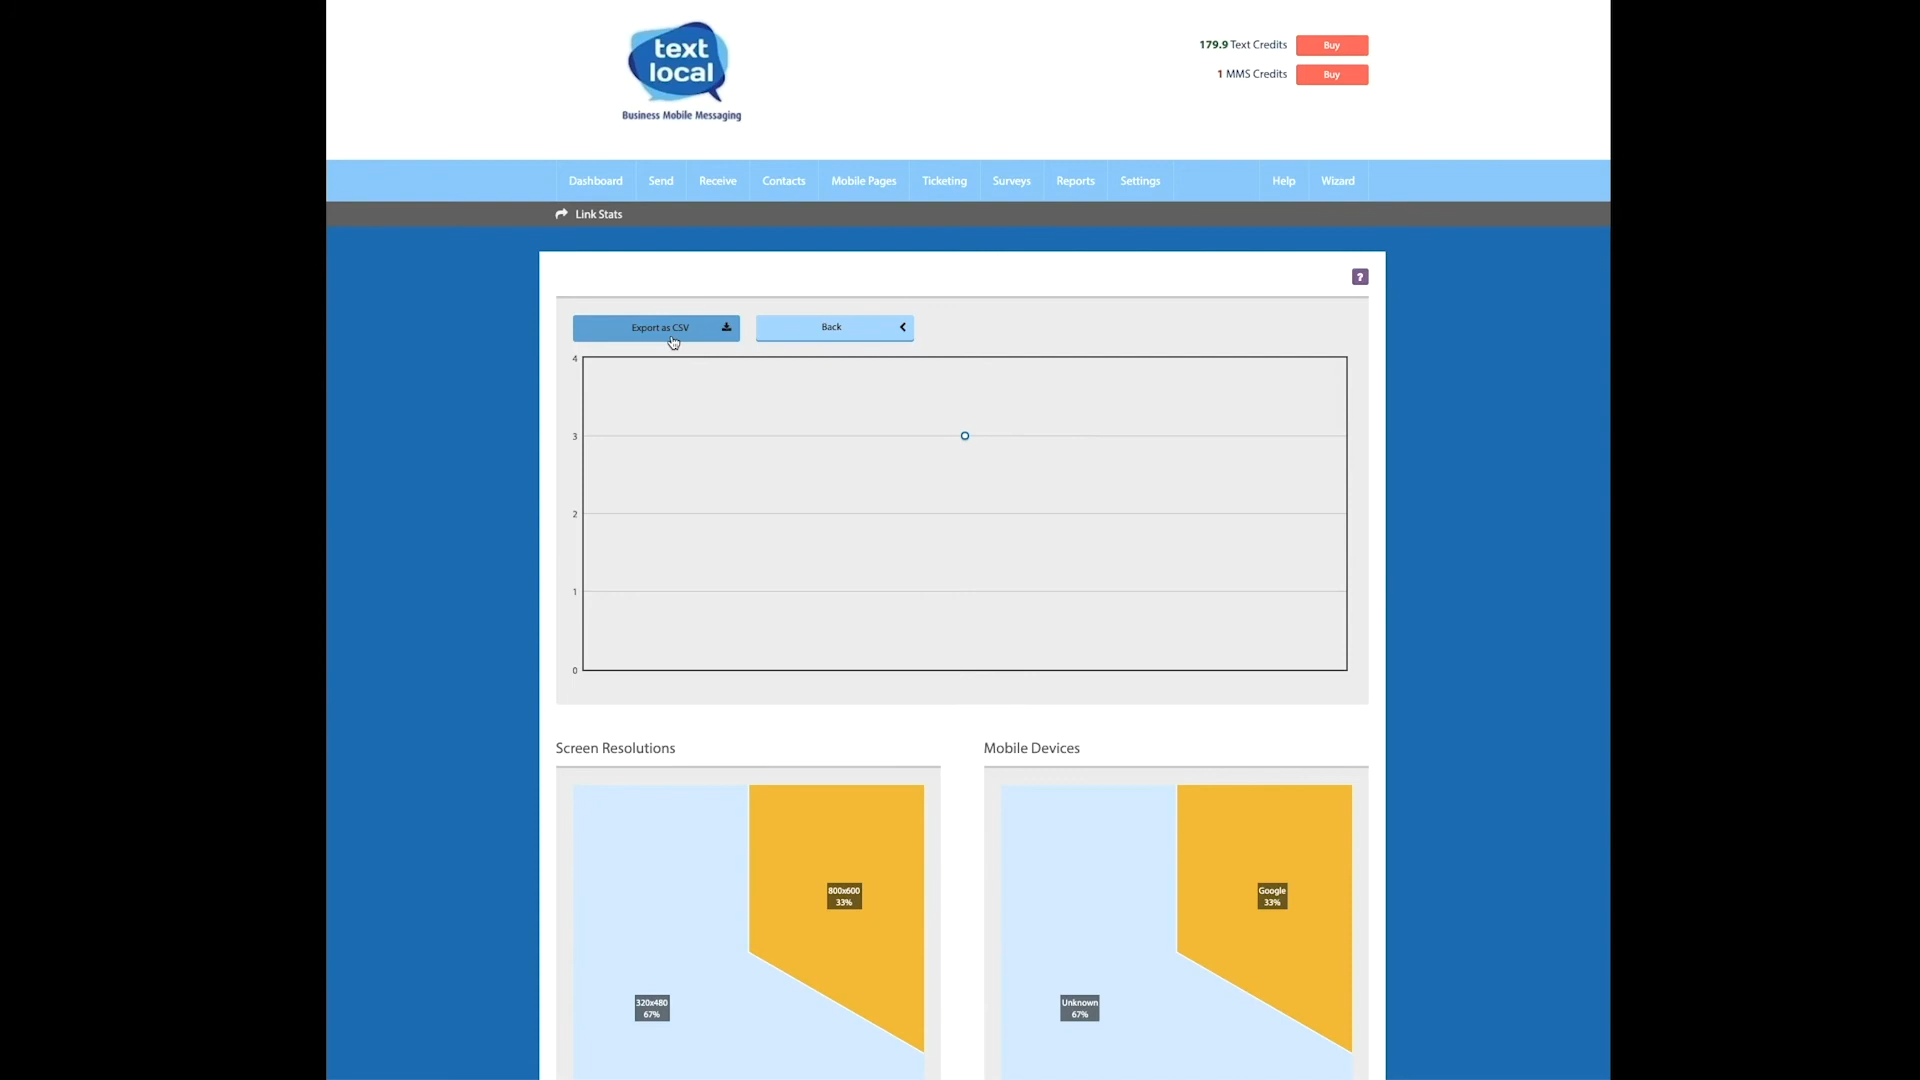 text
local
Business Mobile Messaging
179.9 Text Credits
Buy
1 MMS Credits
Buy
Dashboard
Send
Receive
Contacts
Mobile Pages
Ticketing
Surveys
Reports
Settings
Help
Wizard
Link Stats
?
Export as CSV
Back
4
3
2
1
0
Screen Resolutions
Mobile Devices
800x600
33%
320x480
67%
Google
33%
Unknown
67%